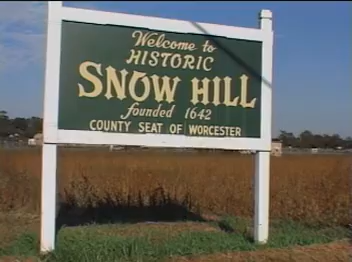 Welcome to
HISTORIC
SNOW HILL
founded 1642
COUNTY SEAT OF WORCESTER